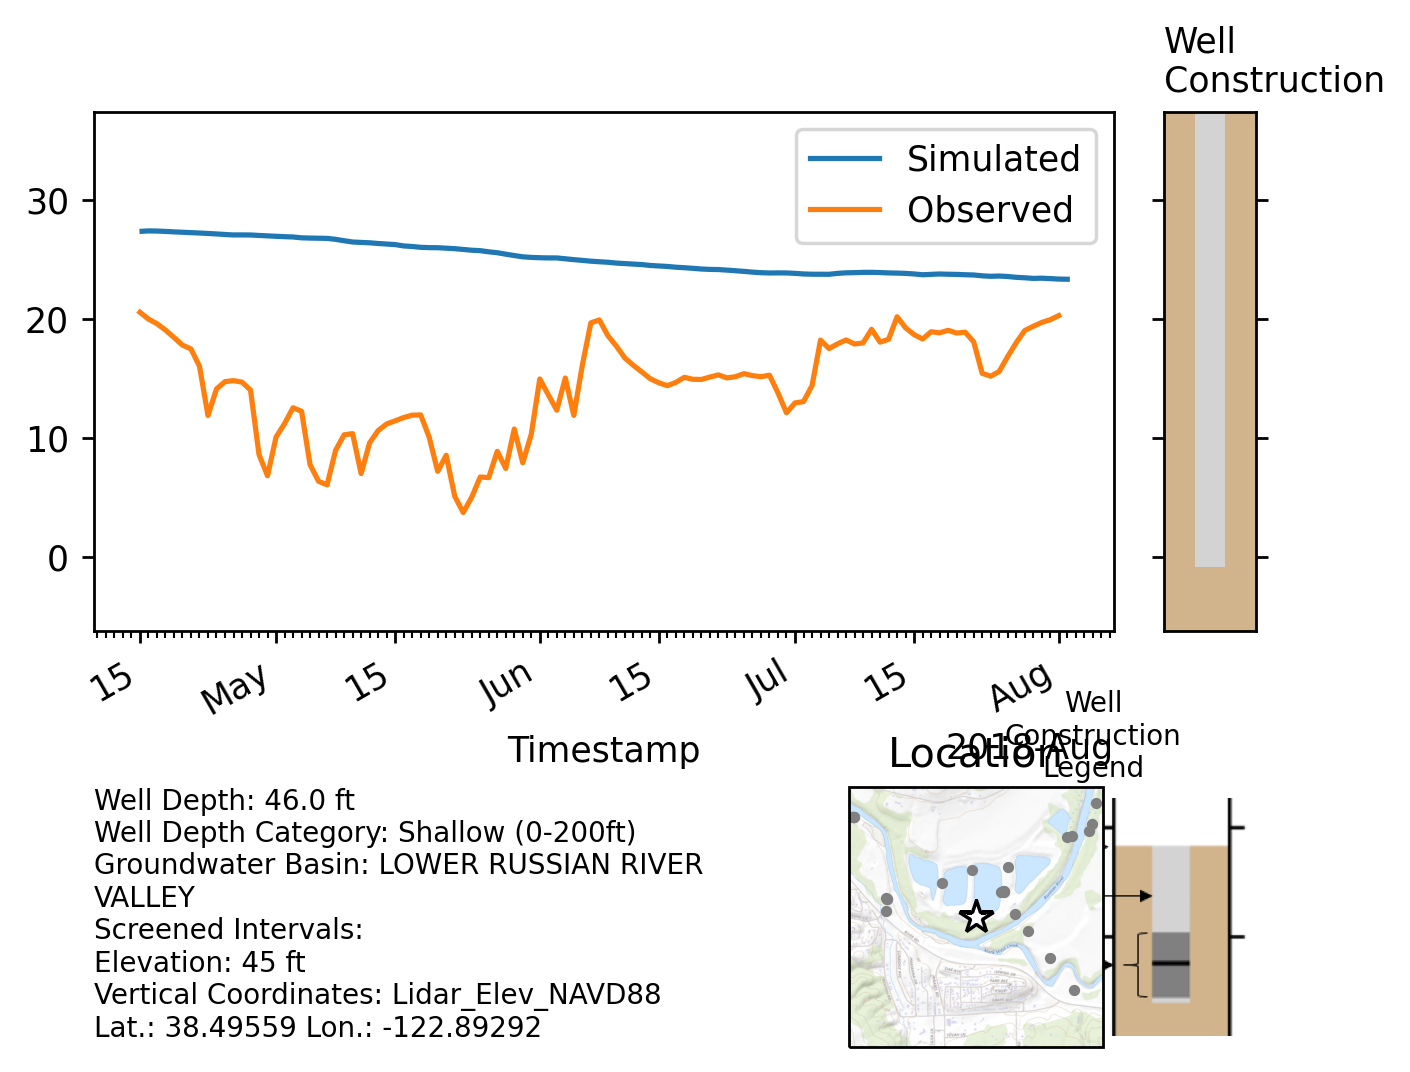 Well
Construction
Simulated
Observed
30
20
10
0
15
May
15
Jun
15
Jul
15
Aug
Timestamp
2018-Aug
Well
Construction
Legend
Location
Well Depth: 46.0 ft
Well Depth Category: Shallow (0-200ft)
Groundwater Basin: LOWER RUSSIAN RIVER
VALLEY
Screened Intervals:
Elevation: 45 ft
Vertical Coordinates: Lidar_Elev_NAVD88
Lat.: 38.49559 Lon.: -122.89292